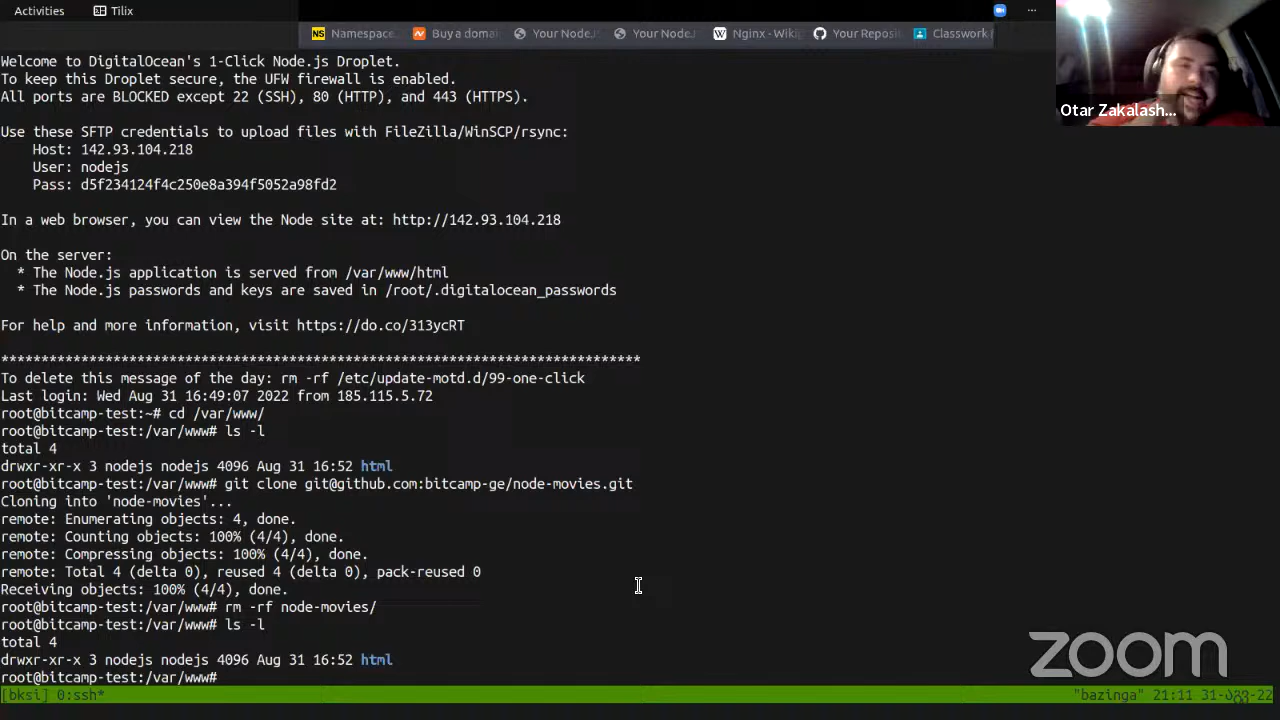 Activities
Tilix
...
NS Namespace.
Buy a domai
Your Node.j
Your Node.
W Nginx - Wiki
Your Reposi
Classwork
Otar Zakalash...
Welcome to DigitalOcean's 1-Click Node.js Droplet.
To keep this Droplet secure, the UFW firewall is enabled.
All ports are BLOCKED except 22 (SSH), 80 (HTTP), and 443 (HTTPS).
Use these SFTP credentials to upload files with FileZilla/WinSCP/rsync:
Host: 142.93.104.218
User: nodejs
Pass: d5f234124f4c250e8a394f5052a98fd2
In a web browser, you can view the Node site at: http://142.93.104.218
On the server:
* The Node.js application is served from /var/www/html
* The Node.js passwords and keys are saved in /root/.digitalocean_passwords
For help and more information, visit https://do.co/313ycRT
********************************************************************************
To delete this message of the day: rm -rf /etc/update-motd.d/99-one-click
Last login: Wed Aug 31 16:49:07 2022 from 185.115.5.72
root@bitcamp-test:~# cd /var/www/
root@bitcamp-test:/var/www# ls -l
total 4
drwxr-xr-x 3 nodejs nodejs 4096 Aug 31 16:52 html
root@bitcamp-test:/var/www# git clone git@github.com:bitcamp-ge/node-movies.git
Cloning into 'node-movies'...
remote: Enumerating objects: 4, done.
remote: Counting objects: 100% (4/4), done.
remote: Compressing objects: 100% (4/4), done.
remote: Total 4 (delta 0), reused 4 (delta 0), pack-reused 0
Receiving objects: 100% (4/4), done.
root@bitcamp-test:/var/www# rm -rf node-movies/
root@bitcamp-test:/var/www# ls -l
total 4
drwxr-xr-x 3 nodejs nodejs 4096 Aug 31 16:52 html
root@bitcamp-test:/var/www#
zoom
[bksi] 0:ssh*
"bazinga" 21:11